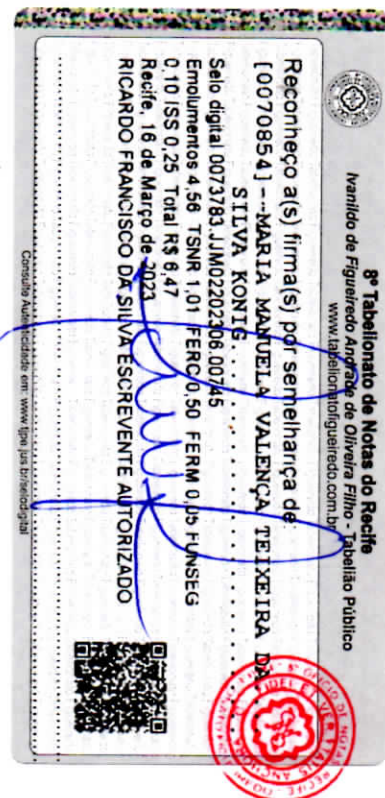 8º Tabelionato de Notas do Recife
Ivanildo de Figueiredo Andrade de Oliveira Filho - Tabelião Público
www.tabelionatofigueiredo.com.br
Reconheço a(s) firma(s) por semelhança de:
[0070854]--MARIA MANUELA VALENÇA TEIXEIRA DA
SILVA KONIG
Selo digital 0073783.JJM02202306.00745
Emolumentos 4,56 TSNR 1,01 FERC 0,50 FERM 0,05 FUNSEG
0,10 ISS 0,25 Total R$ 6,47
Recife, 16 de Março de 2023
RICARDO FRANCISCO DA SILVA ESCREVENTE AUTORIZADO
Consulte Autenticidade em: www.tjpe.jus.br/selodigital